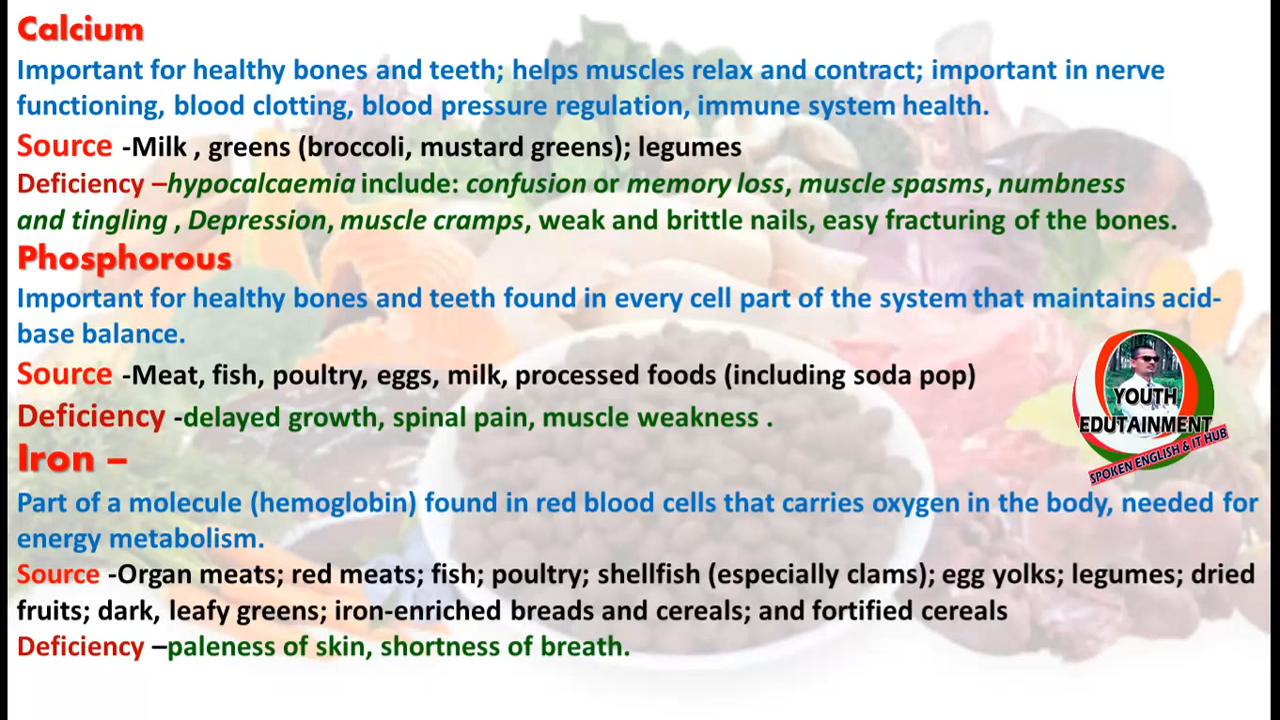 Calcium
Important for healthy bones and teeth; helps muscles relax and contract; important in nerve
functioning, blood clotting, blood pressure regulation, immune system health.
Source -Milk , greens (broccoli, mustard greens); legumes
Deficiency –hypocalcaemia include: confusion or memory loss, muscle spasms, numbness
and tingling , Depression, muscle cramps, weak and brittle nails, easy fracturing of the bones.
Phosphorous
Important for healthy bones and teeth found in every cell part of the system that maintains acid-
base balance.
Source -Meat, fish, poultry, eggs, milk, processed foods (including soda pop)
Deficiency -delayed growth, spinal pain, muscle weakness .
YOUTH
EDUTAINMENT
SPOKEN ENGLISH & IT HUB
Iron –
Part of a molecule (hemoglobin) found in red blood cells that carries oxygen in the body, needed for
energy metabolism.
Source -Organ meats; red meats; fish; poultry; shellfish (especially clams); egg yolks; legumes; dried
fruits; dark, leafy greens; iron-enriched breads and cereals; and fortified cereals
Deficiency –paleness of skin, shortness of breath.